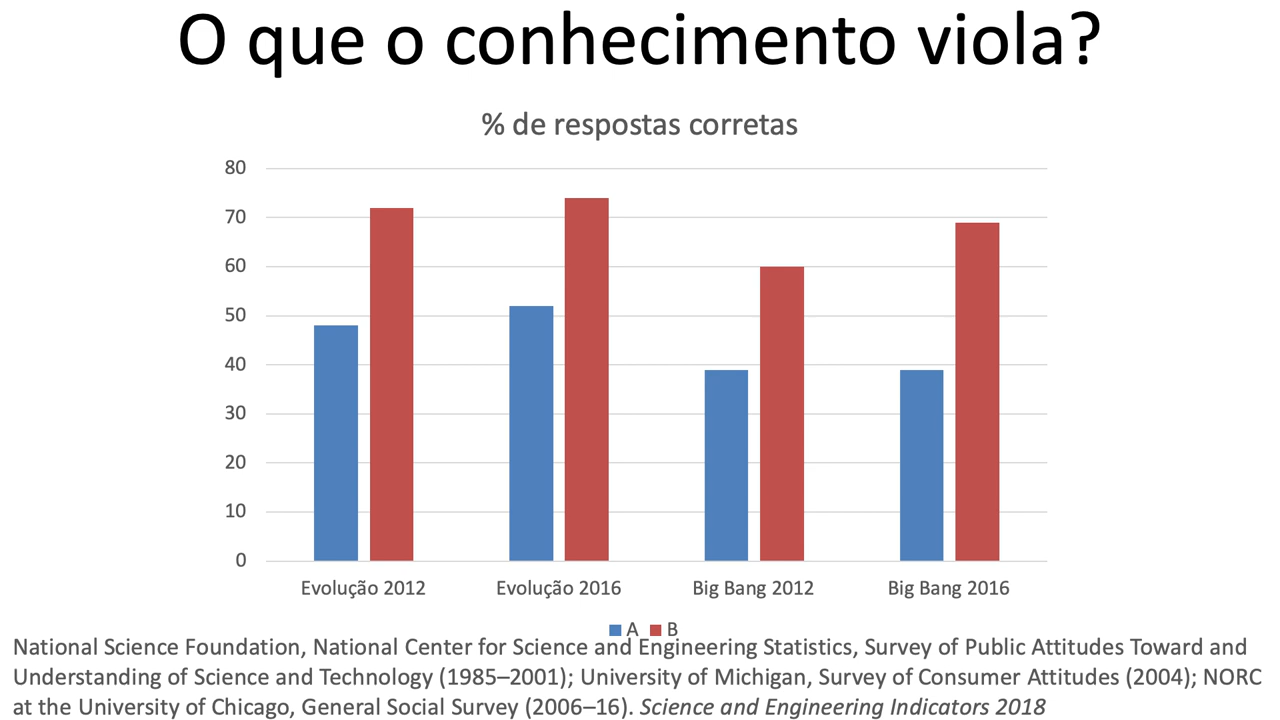 O que o conhecimento viola?
% de respostas corretas
80
70
60
50
40
30
20
10
0
Evolução 2012 Evolução 2016 Big Bang 2012 Big Bang 2016
A B
National Science Foundation, National Center for Science and Engineering Statistics, Survey of Public Attitudes Toward and
Understanding of Science and Technology (1985–2001); University of Michigan, Survey of Consumer Attitudes (2004); NORC
at the University of Chicago, General Social Survey (2006–16). Science and Engineering Indicators 2018